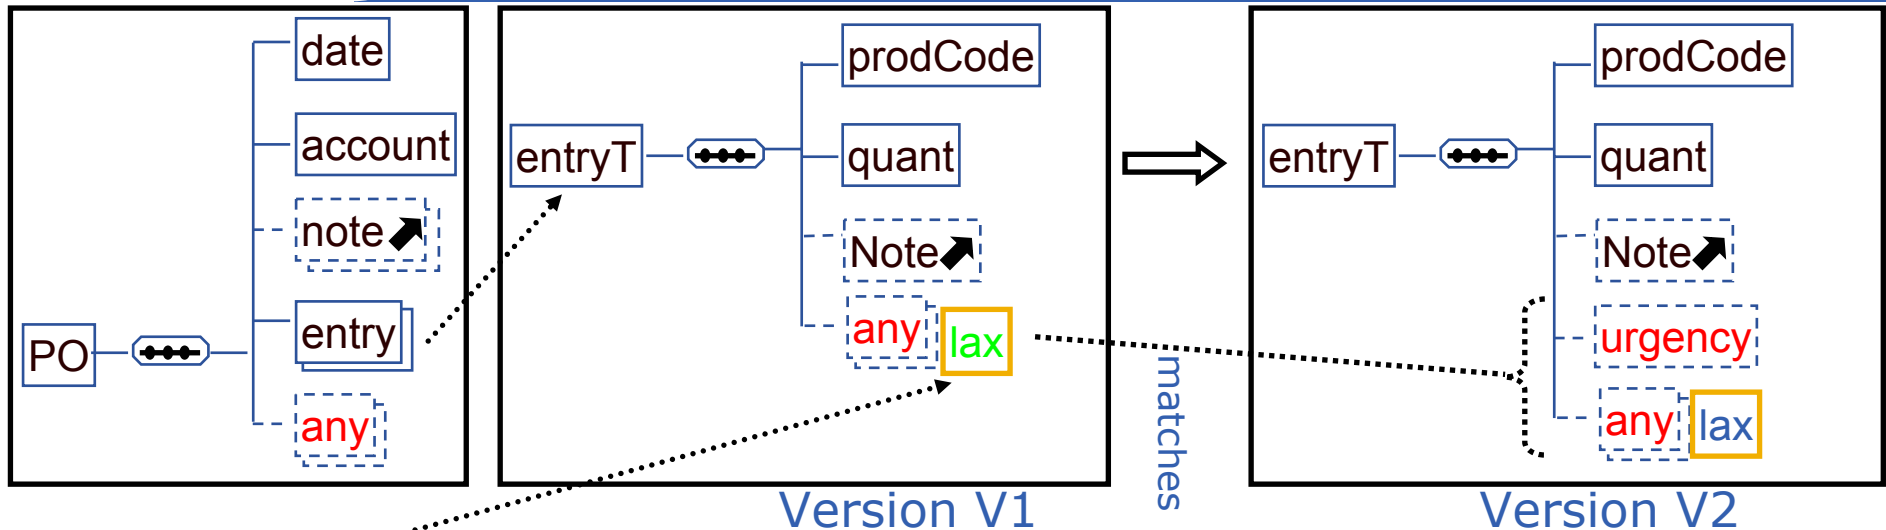 date
account
note
PO
entry
any
prodCode
entryT
quant
Note
any
lax
Version V1
matches
prodCode
entryT
quant
Note
urgency
any
lax
Version V2